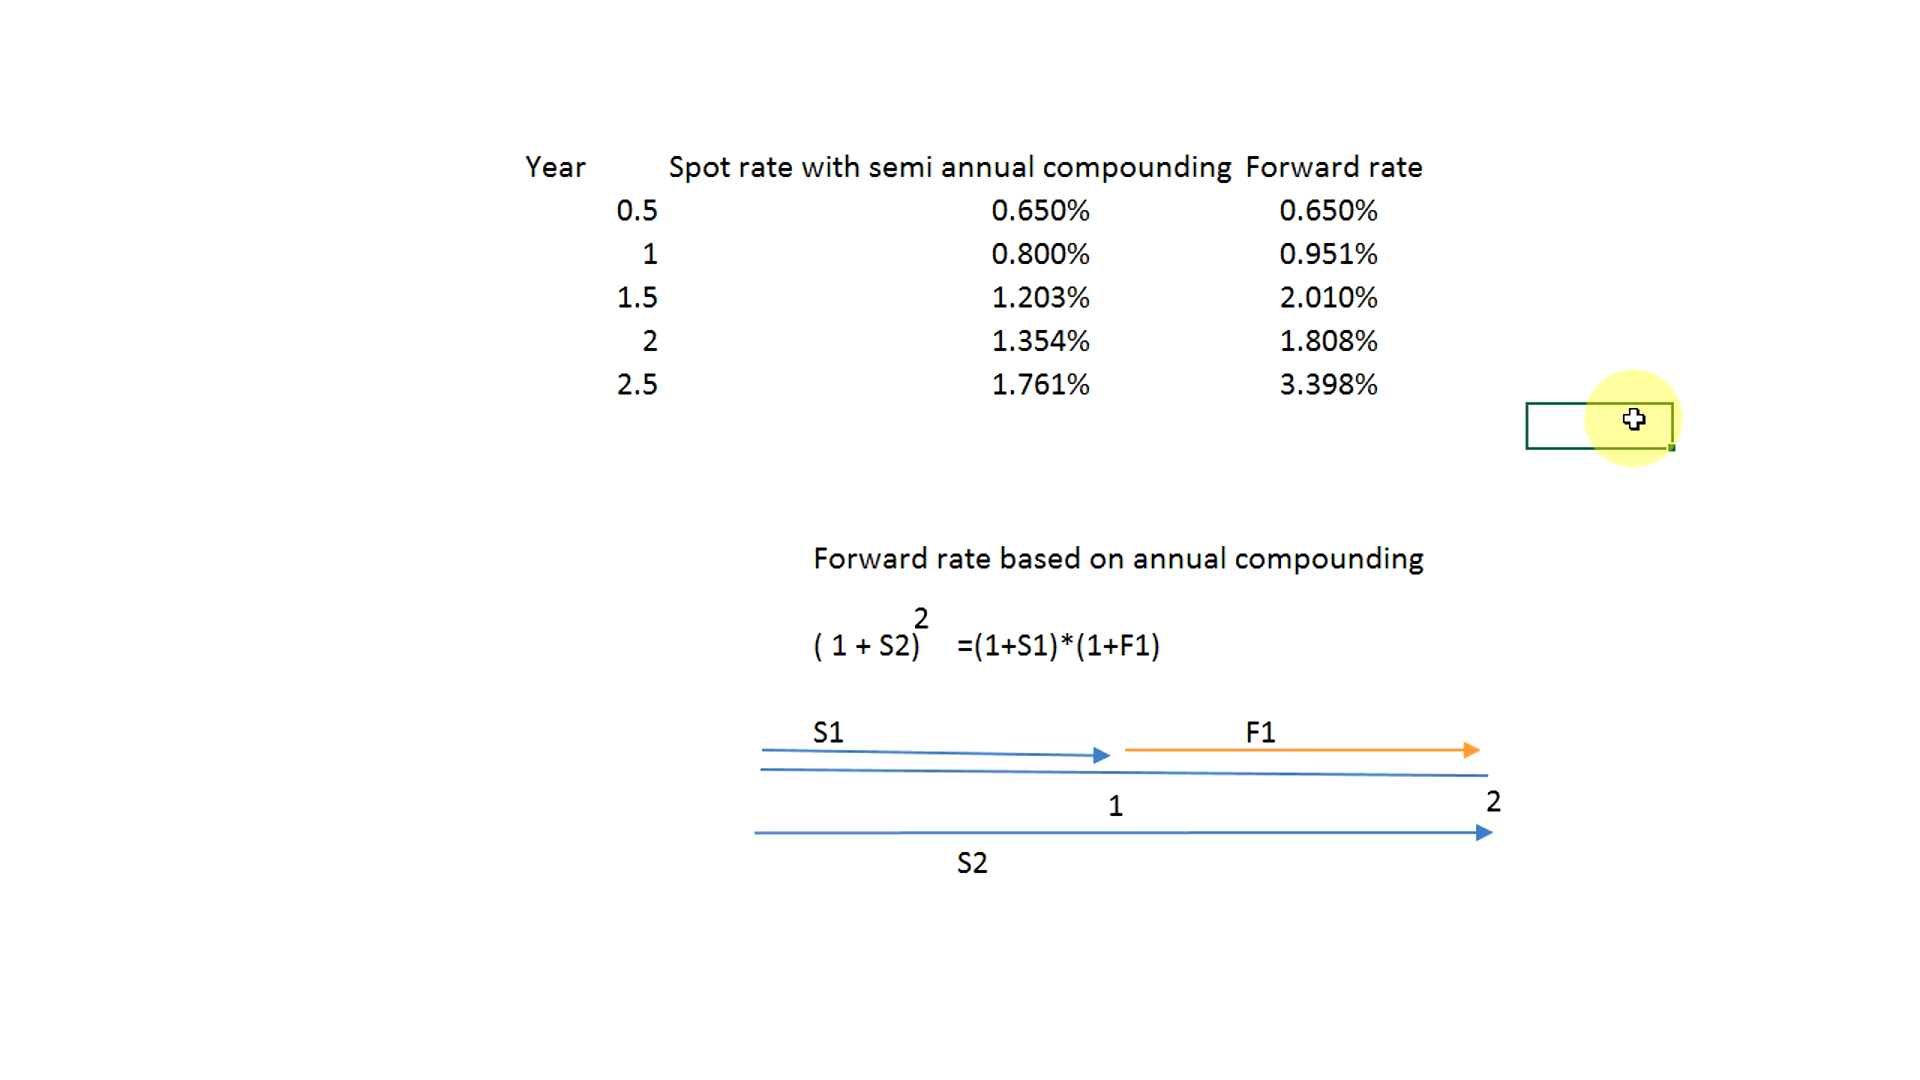 Year Spot rate with semi annual compounding Forward rate
0.5 0.650% 0.650%
1 0.800% 0.951%
1.5 1.203% 2.010%
2 1.354% 1.808%
2.5 1.761% 3.398%
Forward rate based on annual compounding
2
( 1 + S2) =(1+S1)*(1+F1)
S1 F1
1 2
S2